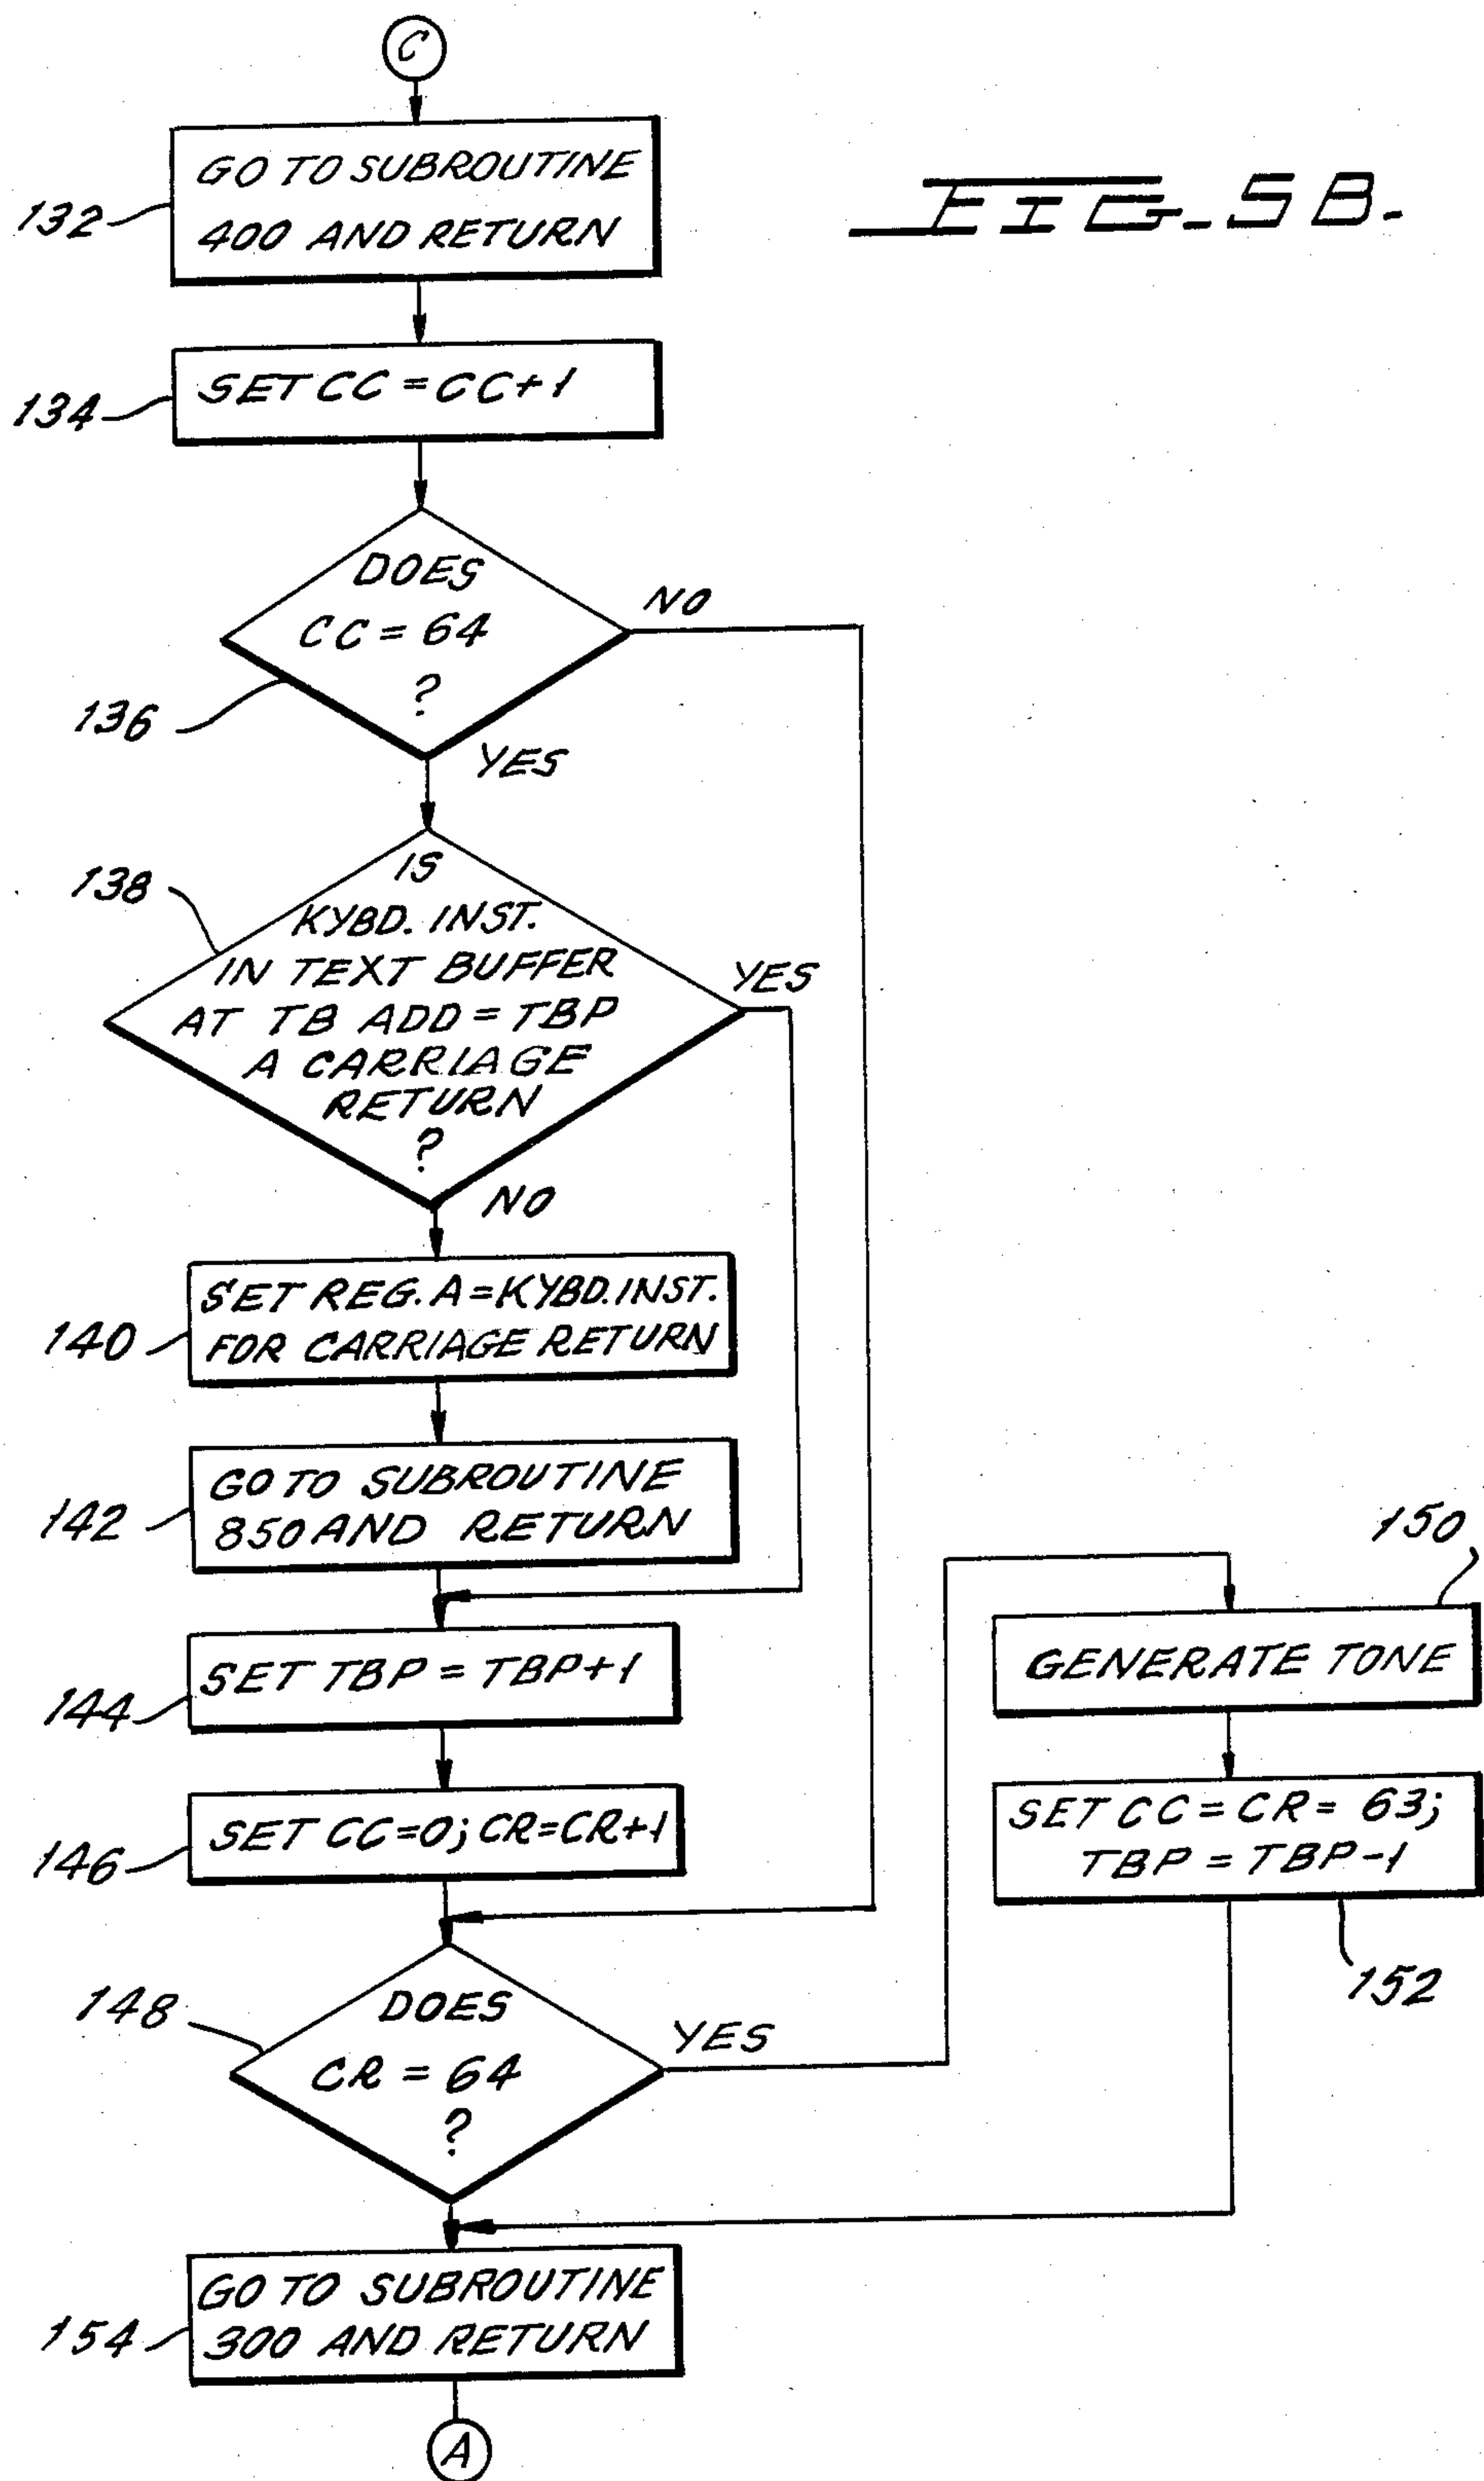 C
FIG-5B.
GO TO SUBROUTINE
400 AND RETURN
132
SET CC = CC+1
134
DOES
CC = 64
?
NO
136
YES
138
IS
KYBD. INST.
IN TEXT BUFFER
AT TB ADD = TBP
A CARRIAGE
RETURN
?
YES
NO
SET REG. A = KYBD. INST.
FOR CARRIAGE RETURN
140
GO TO SUBROUTINE
850 AND RETURN
142
150
GENERATE TONE
SET TBP = TBP+1
144
SET CC = CR = 63;
TBP = TBP-1
152
SET CC=0; CR=CR+1
146
148
DOES
CR = 64
?
YES
GO TO SUBROUTINE
300 AND RETURN
154
A